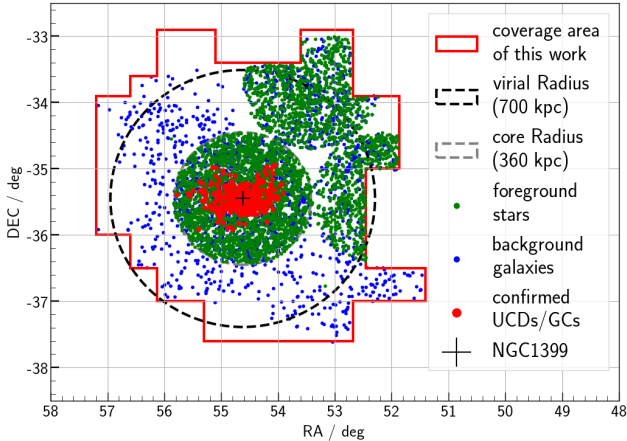 -33
-34
-35
-36
-37
-38
DEC / deg
58
57
56
55
54
53
52
51
50
49
48
RA / deg
coverage area
of this work
virial Radius
(700 kpc)
core Radius
(360 kpc)
foreground
stars
background
galaxies
confirmed
UCDs/GCs
NGC1399